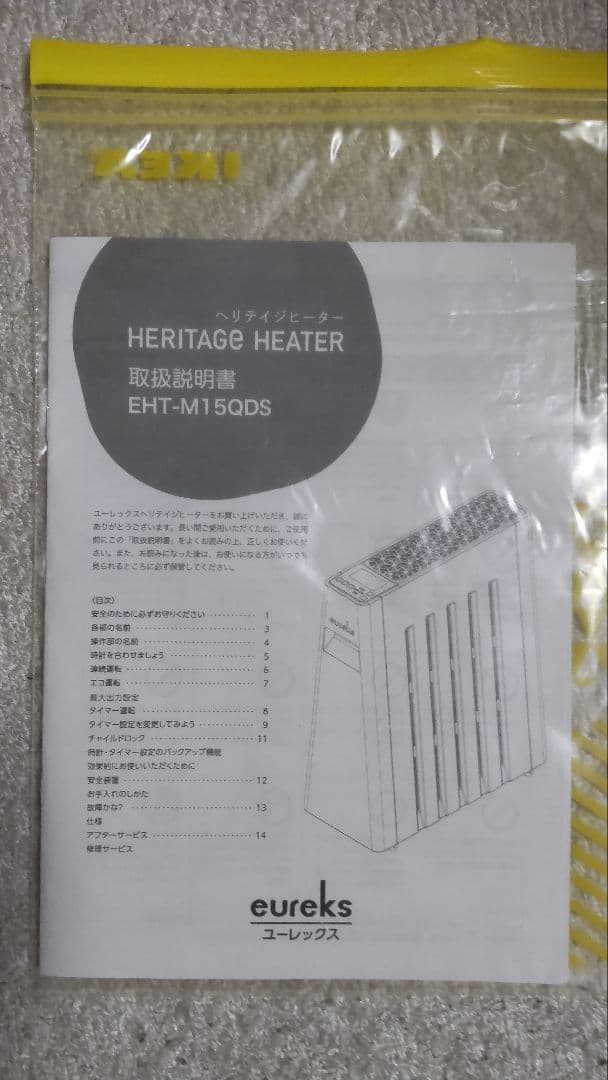 IKEA
ヘリテイジヒーター
HERITAGE HEATER
取扱説明書
EHT-M15QDS
ユーレックスヘリテイジヒーターをお買い上げいただき、誠に
ありがとうございます。長い間ご愛用いただくために、ご使用
前にこの「取扱説明書」をよくお読みの上、正しくお使いくだ
さい。また、お読みになった後は、お使いになる方がいつでも
見られるところに必ず保管してください。
〈目次〉
安全のために必ずお守りください 1
各部の名前 3
操作部の名前 4
時計を合わせましょう 5
連続運転 6
エコ運転 7
最大出力設定
タイマー運転 8
タイマー設定を変更してみよう 9
チャイルドロック 11
時計・タイマー設定のバックアップ機能
効果的にお使いいただくために
安全装置 12
お手入れのしかた
故障かな? 13
仕様
アフターサービス 14
修理サービス
eureks
eureks
ユーレックス